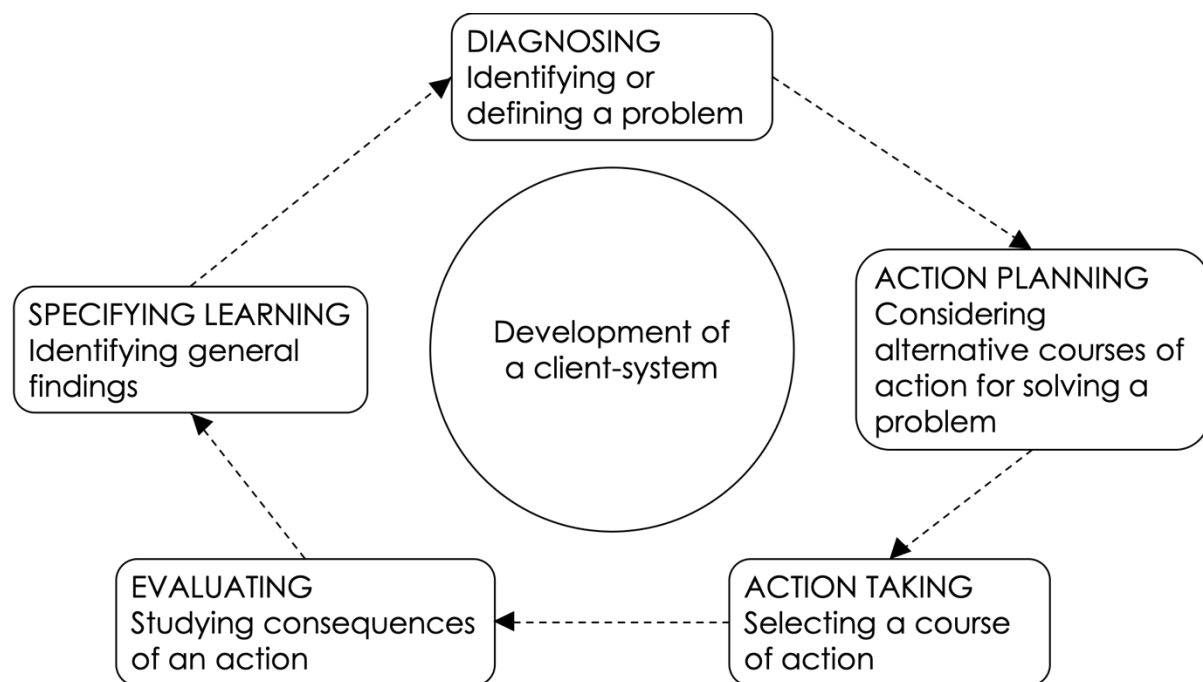 DIAGNOSING
Identifying or
defining a problem
ACTION PLANNING
Considering
alternative courses of
action for solving a
problem
ACTION TAKING
Selecting a course
of action
EVALUATING
Studying consequences
of an action
SPECIFYING LEARNING
Identifying general
findings
Development of
a client-system